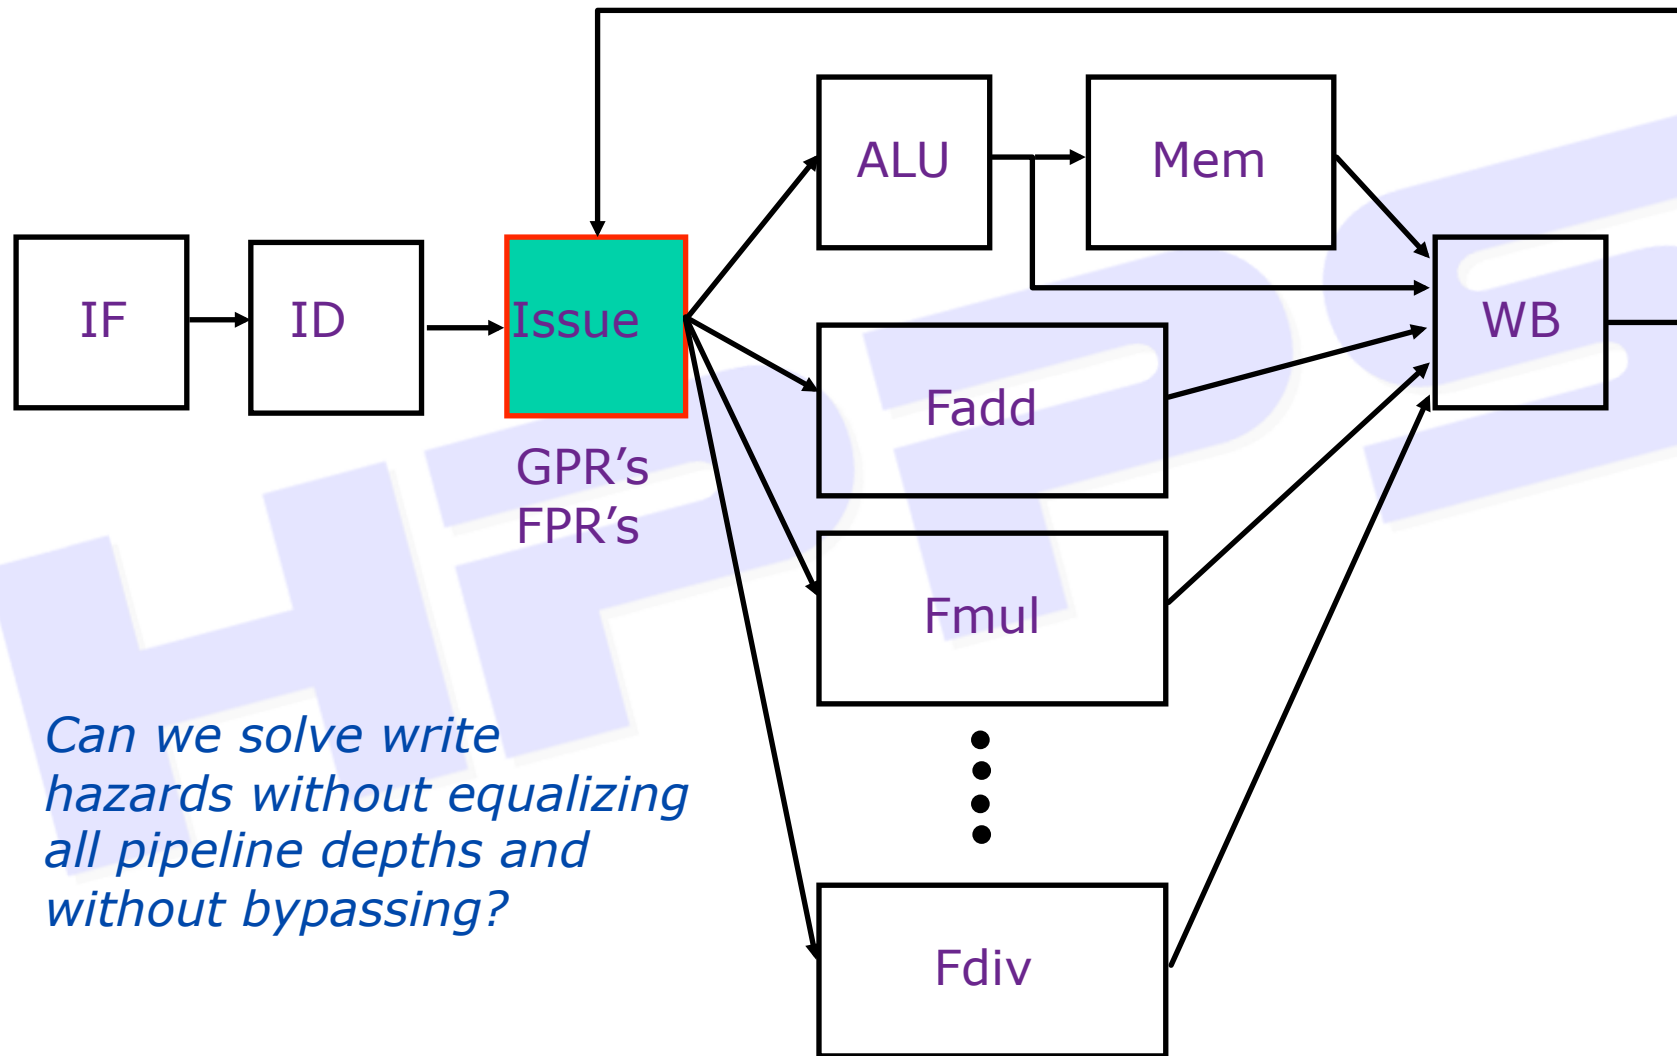 ALU
Mem
IF
ID
Issue
WB
Fadd
GPR's
FPR's
Fmul
Can we solve write
hazards without equalizing
all pipeline depths and
without bypassing?
Fdiv
HPPS